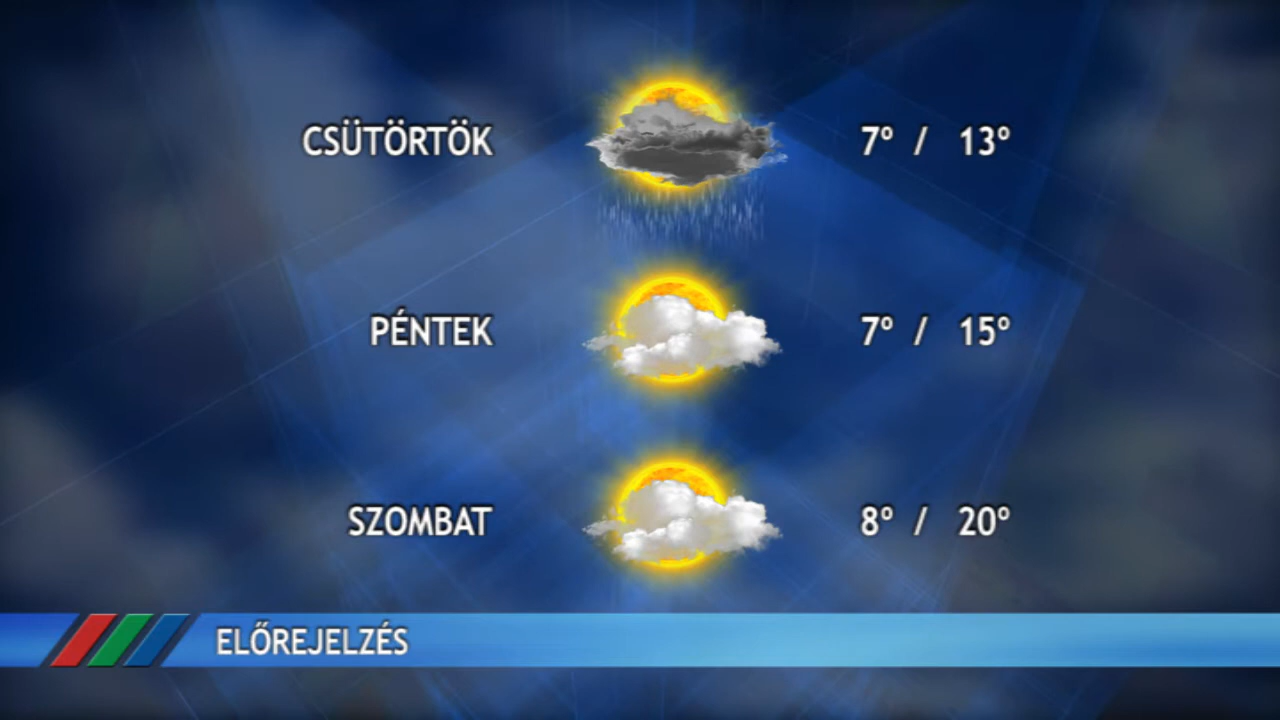 CSÜTÖRTÖK 7° / 13°
PÉNTEK 7° / 15°
SZOMBAT 8° / 20°
ELŐREJELZÉS